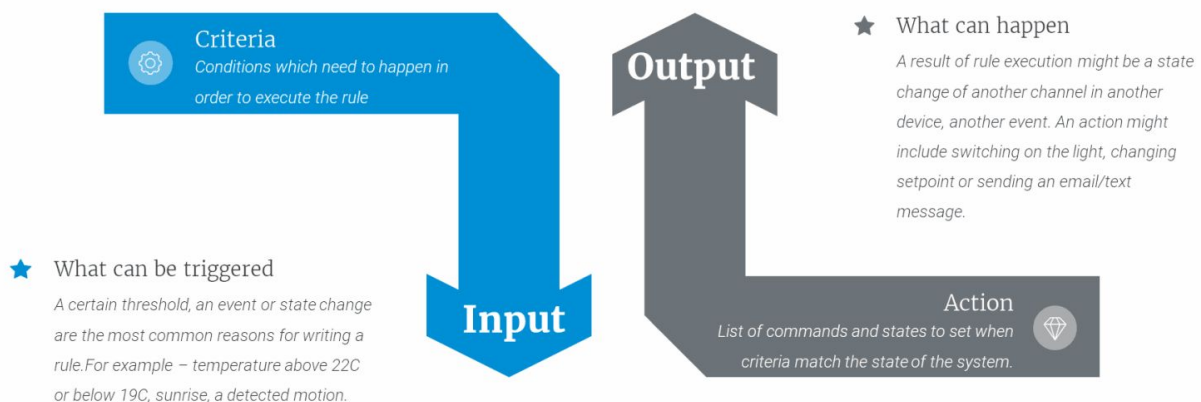 Criteria
Conditions which need to happen in
order to execute the rule
Input
What can be triggered
A certain threshold, an event or state change
are the most common reasons for writing a
rule.For example – temperature above 22C
or below 19C, sunrise, a detected motion.
Output
What can happen
A result of rule execution might be a state
change of another channel in another
device, another event. An action might
include switching on the light, changing
setpoint or sending an email/text
message.
Action
List of commands and states to set when
criteria match the state of the system.